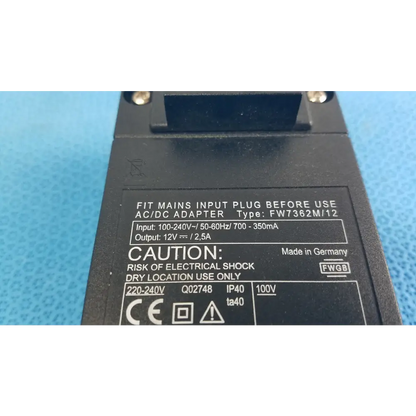 FIT MAINS INPUT PLUG BEFORE USE
AC/DC ADAPTER Type: FW7362M/12
Input: 100-240V~/ 50-60Hz/ 700 - 350mA
Output: 12V ⎓ / 2,5A
CAUTION: Made in Germany
RISK OF ELECTRICAL SHOCK FWGB
DRY LOCATION USE ONLY
220-240V Q02748 IP40 100V
CE ta40